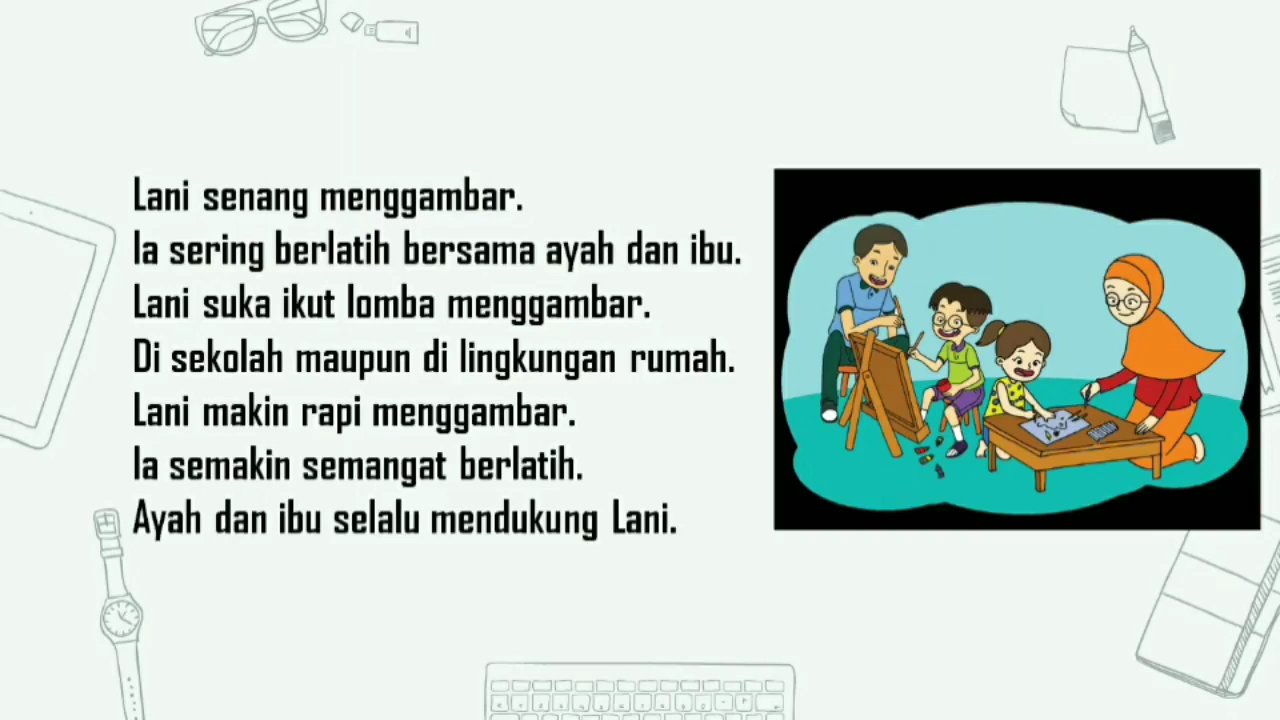 Lani senang menggambar.
Ia sering berlatih bersama ayah dan ibu.
Lani suka ikut lomba menggambar.
Di sekolah maupun di lingkungan rumah.
Lani makin rapi menggambar.
Ia semakin semangat berlatih.
Ayah dan ibu selalu mendukung Lani.